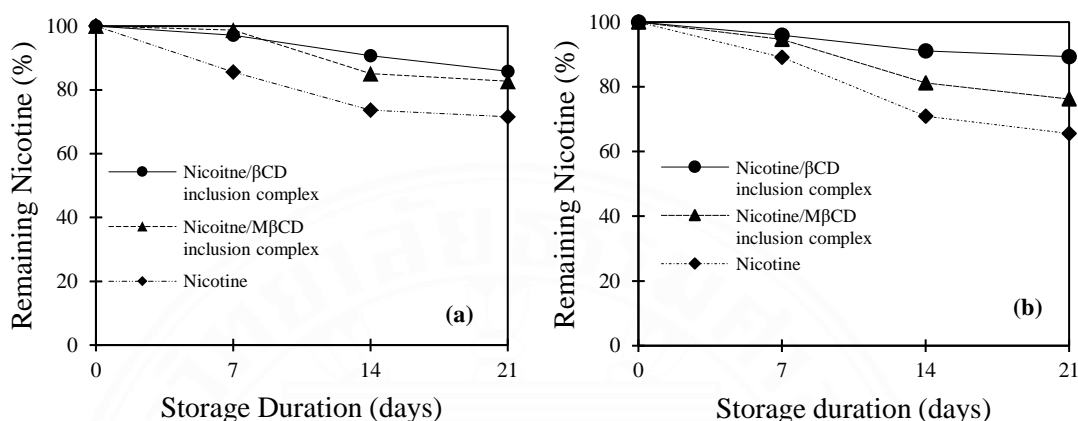 Remaining Nicotine (%)
100
80
60
40
20
0
Nicoitne/βCD
inclusion complex
Nicoitne/MβCD
inclusion complex
Nicotine
(a)
0 7 14 21
Storage Duration (days)
Remaining Nicotine (%)
100
80
60
40
20
0
Nicotine/βCD
inclusion complex
Nicotine/MβCD
inclusion complex
Nicotine
(b)
0 7 14 21
Storage duration (days)